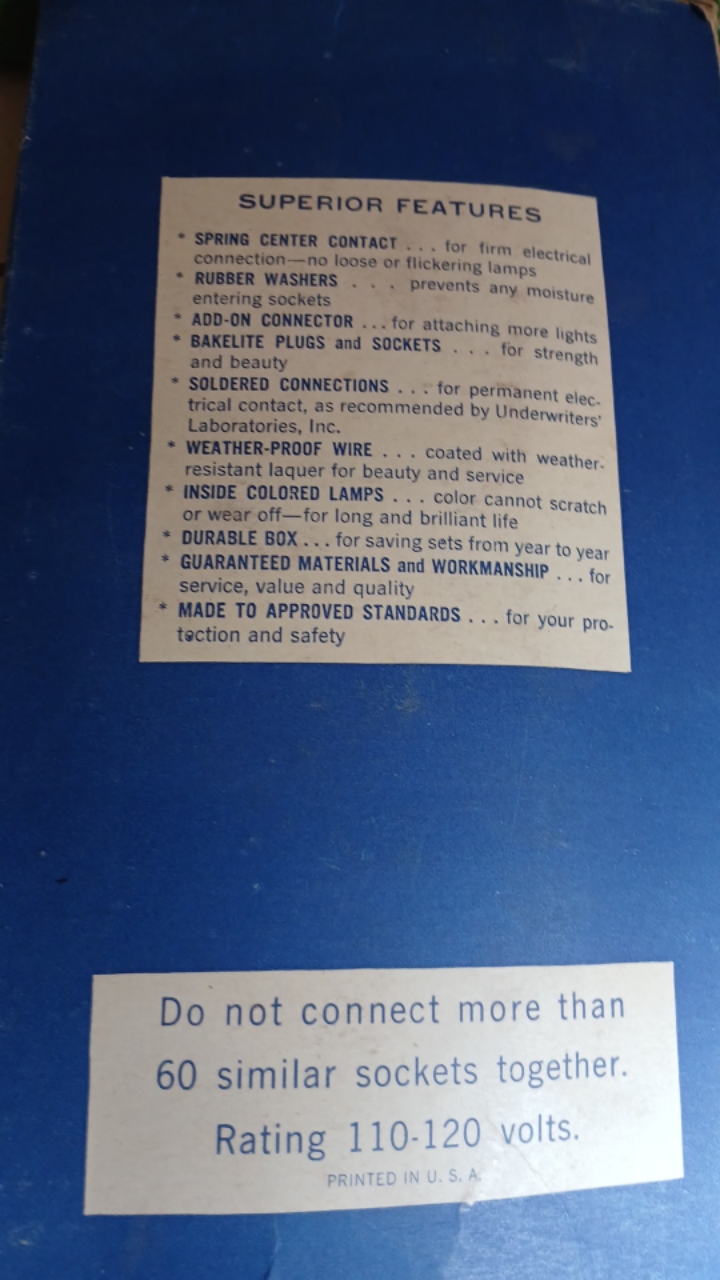 SUPERIOR FEATURES
* SPRING CENTER CONTACT . . . for firm electrical
connection—no loose or flickering lamps
* RUBBER WASHERS . . . prevents any moisture
entering sockets
* ADD-ON CONNECTOR . . . for attaching more lights
* BAKELITE PLUGS and SOCKETS . . . for strength
and beauty
* SOLDERED CONNECTIONS . . . for permanent elec-
trical contact, as recommended by Underwriters'
Laboratories, Inc.
* WEATHER-PROOF WIRE . . . coated with weather-
resistant laquer for beauty and service
* INSIDE COLORED LAMPS . . . color cannot scratch
or wear off—for long and brilliant life
* DURABLE BOX . . . for saving sets from year to year
* GUARANTEED MATERIALS and WORKMANSHIP . . . for
service, value and quality
* MADE TO APPROVED STANDARDS . . . for your pro-
tection and safety
Do not connect more than
60 similar sockets together.
Rating 110-120 volts.
PRINTED IN U. S. A.